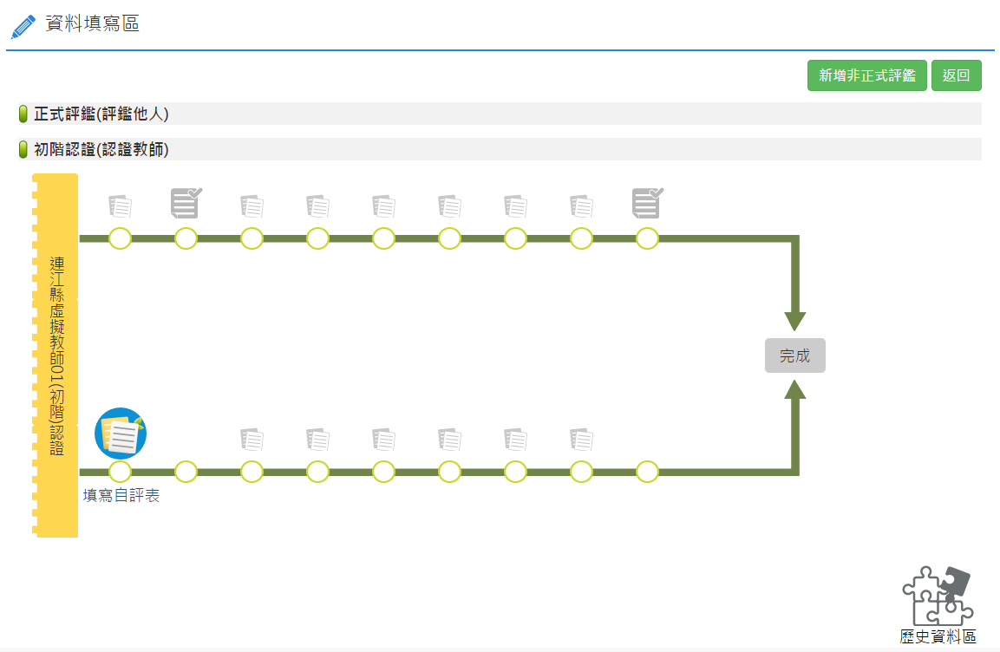 資料填寫區
新增非正式評鑑
返回
正式評鑑(評鑑他人)
初階認證(認證教師)
連江縣虛擬教師01(初階)認證
完成
填寫自評表
歷史資料區